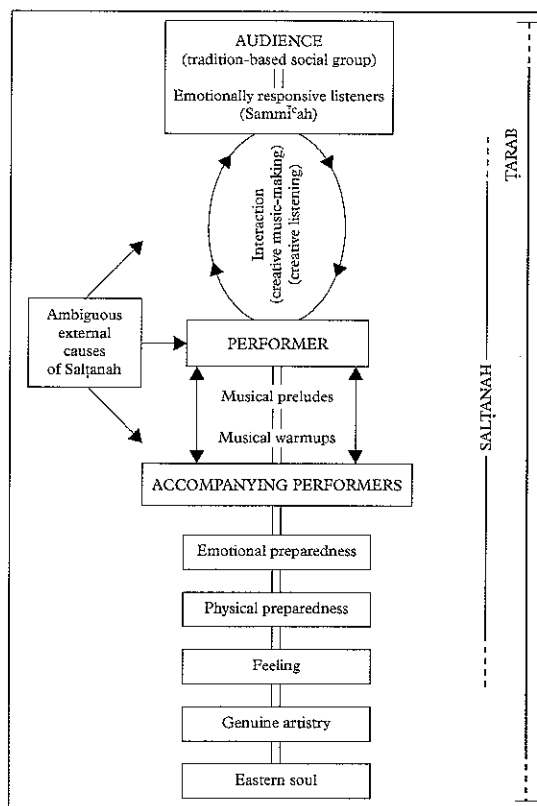 AUDIENCE
(tradition-based social group)
Emotionally responsive listeners
(Sammīᶜah)
Interaction
(creative music-making)
(creative listening)
Ambiguous
external
causes
of Salṭanah
PERFORMER
Musical preludes
Musical warmups
ACCOMPANYING PERFORMERS
Emotional preparedness
Physical preparedness
Feeling
Genuine artistry
Eastern soul
SALṬANAH
ṬARAB